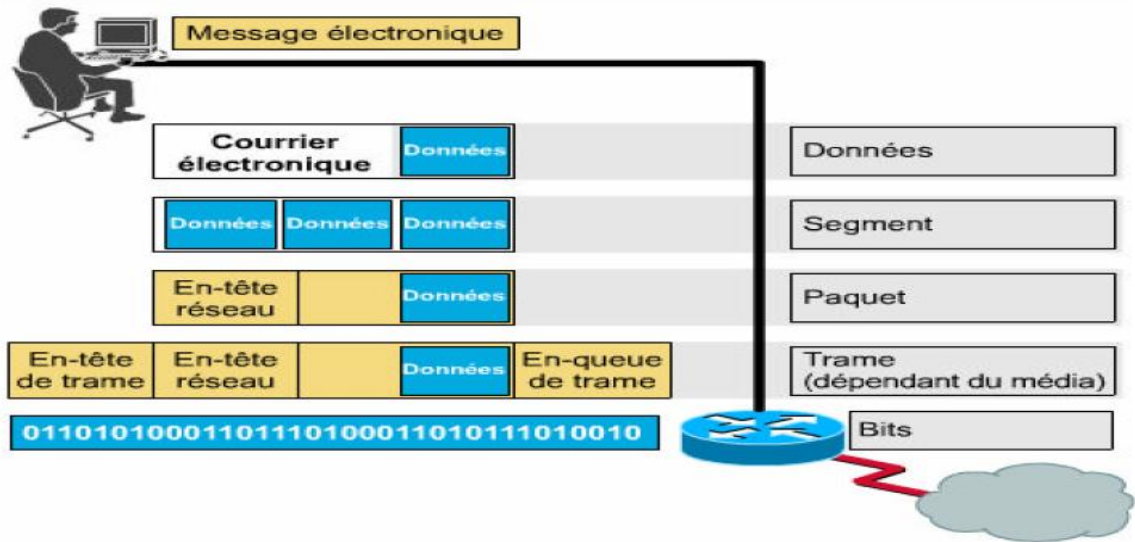 Message électronique
Courrier
électronique
Données
Données
Données
Données
Données
Segment
En-tête
réseau
Données
Paquet
En-tête
de trame
En-tête
réseau
Données
En-queue
de trame
Trame
(dépendant du média)
0110101000110111010001101011101001​0
Bits